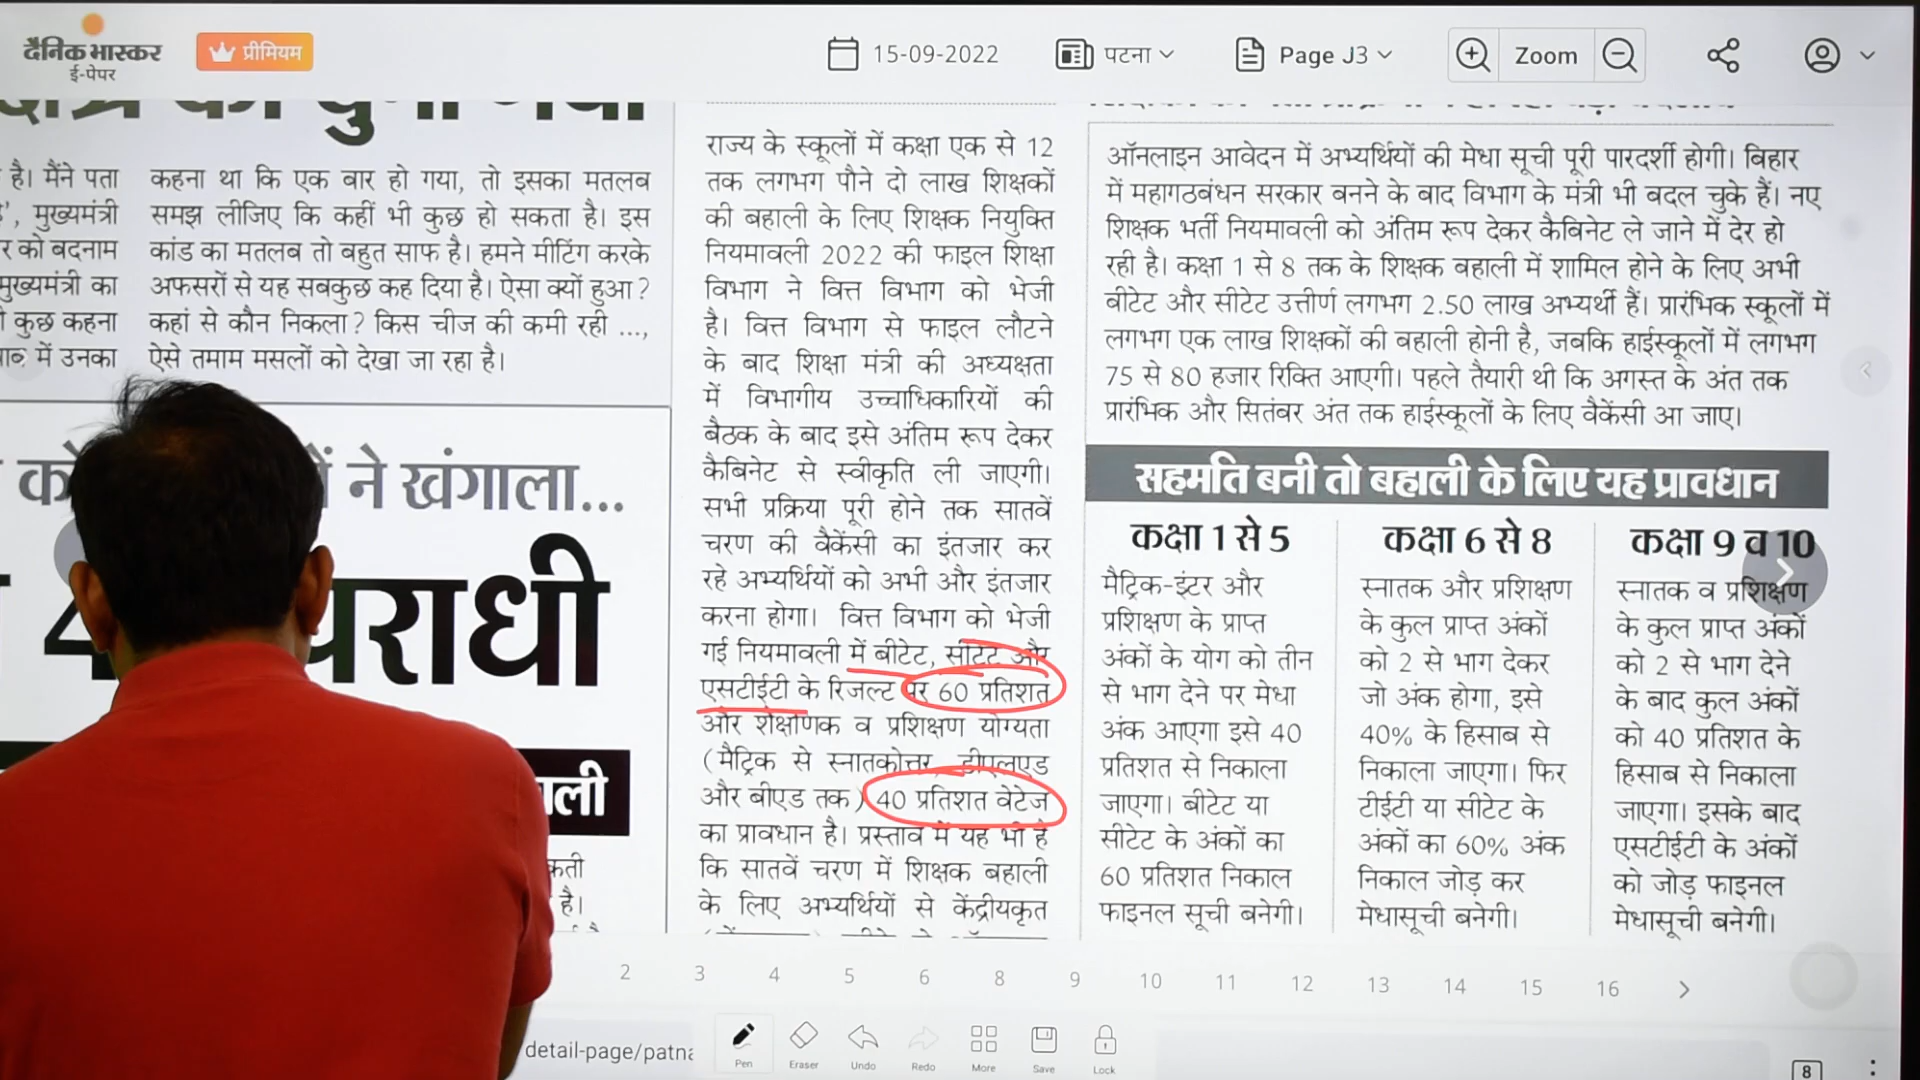 दैनिक भास्कर
ई-पेपर
प्रीमियम
15-09-2022
पटना
Page J3
Zoom
है। मैंने पता
मुख्यमंत्री
र को बदनाम
मुख्यमंत्री का
कुछ कहना
में उनका
कहना था कि एक बार हो गया, तो इसका मतलब
समझ लीजिए कि कहीं भी कुछ हो सकता है। इस
कांड का मतलब तो बहुत साफ है। हमने मीटिंग करके
अफसरों से यह सबकुछ कह दिया है। ऐसा क्यों हुआ?
कहां से कौन निकला? किस चीज की कमी रही ...,
ऐसे तमाम मसलों को देखा जा रहा है।
ने खंगाला...
4
ली
कती
है।
राज्य के स्कूलों में कक्षा एक से 12
तक लगभग पौने दो लाख शिक्षकों
की बहाली के लिए शिक्षक नियुक्ति
नियमावली 2022 की फाइल शिक्षा
विभाग ने वित्त विभाग को भेजी
है। वित्त विभाग से फाइल लौटने
के बाद शिक्षा मंत्री की अध्यक्षता
में विभागीय उच्चाधिकारियों की
बैठक के बाद इसे अंतिम रूप देकर
कैबिनेट से स्वीकृति ली जाएगी।
सभी प्रक्रिया पूरी होने तक सातवें
चरण की वैकेंसी का इंतजार कर
रहे अभ्यर्थियों को अभी और इंतजार
करना होगा। वित्त विभाग को भेजी
गई नियमावली में बीटेट, सीटेट और
एसटीईटी के रिजल्ट पर 60 प्रतिशत
और शैक्षणिक व प्रशिक्षण योग्यता
(मैट्रिक से स्नातकोत्तर, डीएलएड
और बीएड तक) 40 प्रतिशत वेटेज
का प्रावधान है। प्रस्ताव में यह भी है
कि सातवें चरण में शिक्षक बहाली
के लिए अभ्यर्थियों से केंद्रीयकृत
ऑनलाइन आवेदन में अभ्यर्थियों की मेधा सूची पूरी पारदर्शी होगी। बिहार
में महागठबंधन सरकार बनने के बाद विभाग के मंत्री भी बदल चुके हैं। नए
शिक्षक भर्ती नियमावली को अंतिम रूप देकर कैबिनेट ले जाने में देर हो
रही है। कक्षा 1 से 8 तक के शिक्षक बहाली में शामिल होने के लिए अभी
बीटेट और सीटेट उत्तीर्ण लगभग 2.50 लाख अभ्यर्थी हैं। प्रारंभिक स्कूलों में
लगभग एक लाख शिक्षकों की बहाली होनी है, जबकि हाईस्कूलों में लगभग
75 से 80 हजार रिक्ति आएगी। पहले तैयारी थी कि अगस्त के अंत तक
प्रारंभिक और सितंबर अंत तक हाईस्कूलों के लिए वैकेंसी आ जाए।
सहमति बनी तो बहाली के लिए यह प्रावधान
कक्षा 1 से 5
मैट्रिक-इंटर और
प्रशिक्षण के प्राप्त
अंकों के योग को तीन
से भाग देने पर मेधा
अंक आएगा इसे 40
प्रतिशत से निकाला
जाएगा। बीटेट या
सीटेट के अंकों का
60 प्रतिशत निकाल
फाइनल सूची बनेगी।
कक्षा 6 से 8
स्नातक और प्रशिक्षण
के कुल प्राप्त अंकों
को 2 से भाग देकर
जो अंक होगा, इसे
40% के हिसाब से
निकाला जाएगा। फिर
टीईटी या सीटेट के
अंकों का 60% अंक
निकाल जोड़ कर
मेधासूची बनेगी।
कक्षा 9 व 10
स्नातक व प्रशिक्षण
के कुल प्राप्त अंकों
को 2 से भाग देने
के बाद कुल अंकों
को 40 प्रतिशत के
हिसाब से निकाला
जाएगा। इसके बाद
एसटीईटी के अंकों
को जोड़ फाइनल
मेधासूची बनेगी।
2 3 4 5 6 8 9 10 11 12 13 14 15 16
detail-page/patna
Pen Eraser Undo Redo More Save Lock
8